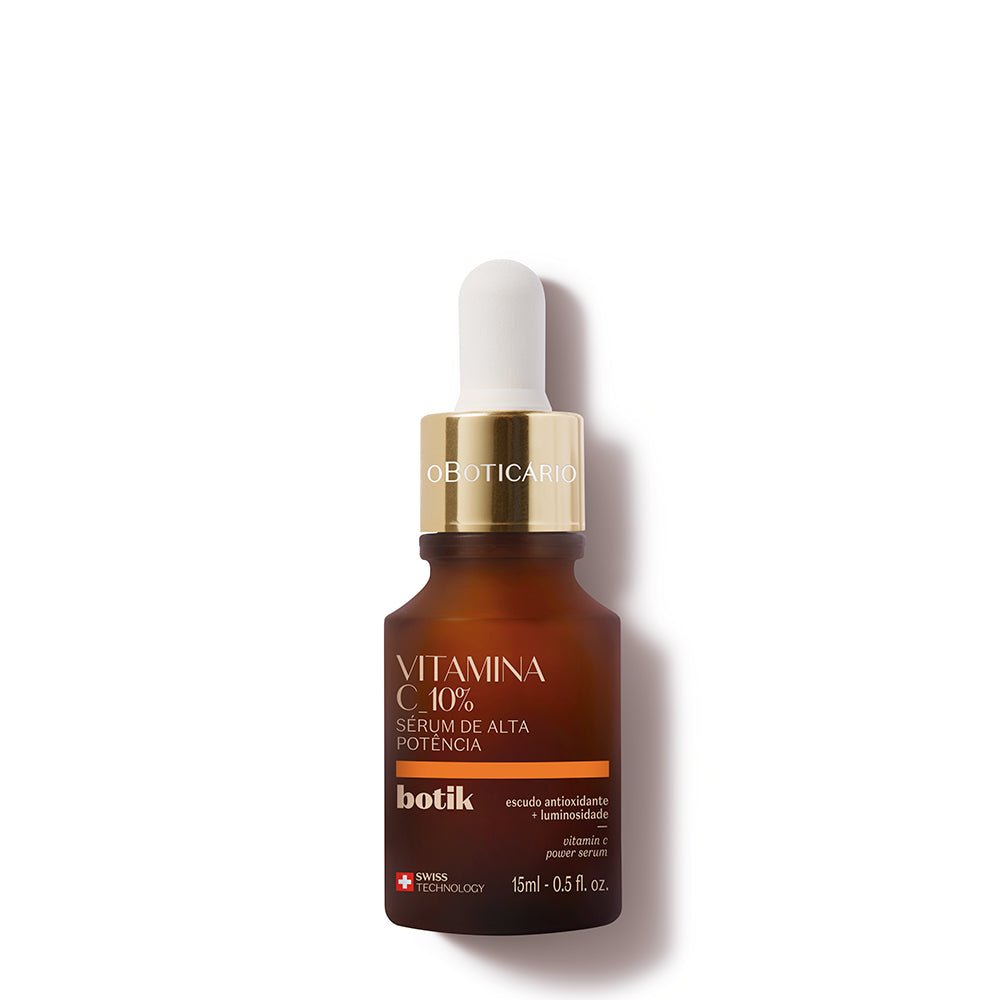 oBOTICÁRIO
VITAMINA
C_10%
SÉRUM DE ALTA
POTÊNCIA
botik
escudo antioxidante
+ luminosidade
vitamin c
power serum
SWISS
TECHNOLOGY
15ml - 0.5 fl. oz.